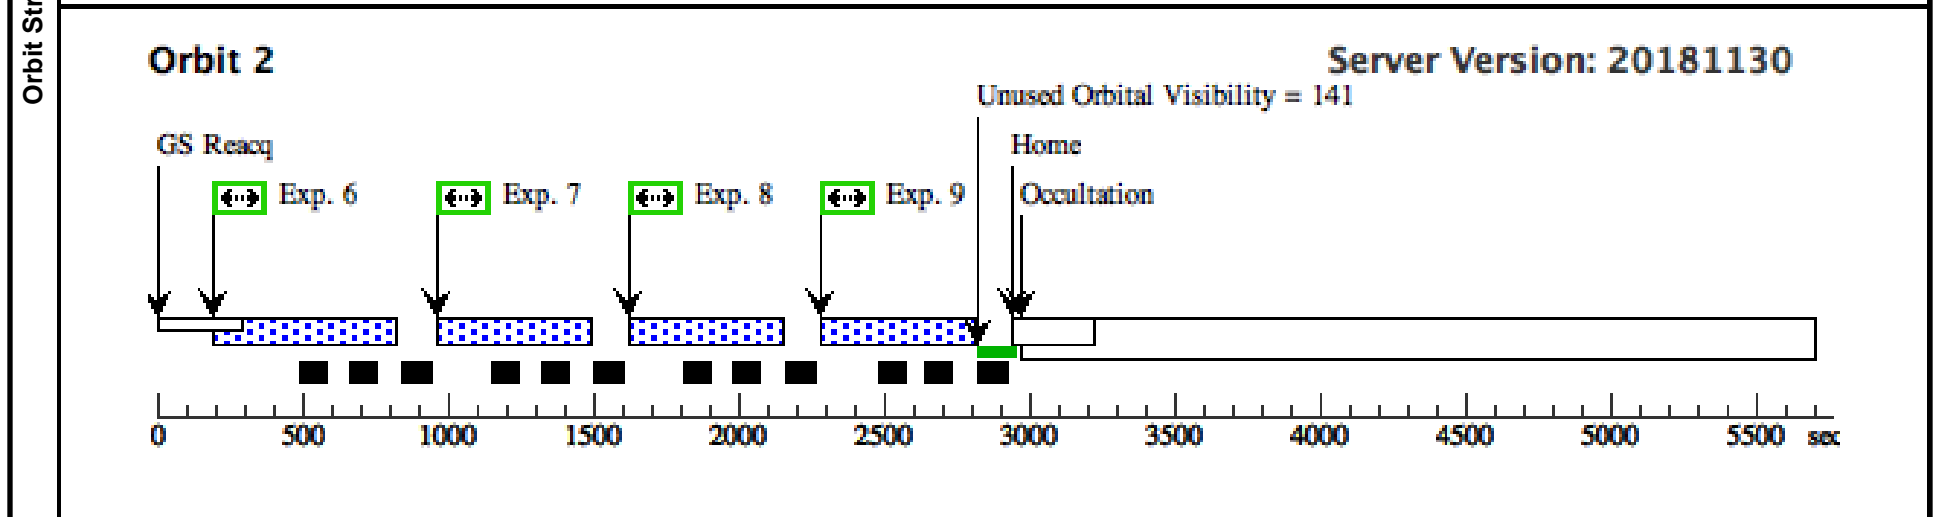 Orbit Str
Orbit 2
Server Version: 20181130
Unused Orbital Visibility = 141
GS Reacq
Home
Exp. 6
Exp. 7
Exp. 8
Exp. 9
Occultation
0 500 1000 1500 2000 2500 3000 3500 4000 4500 5000 5500 sec